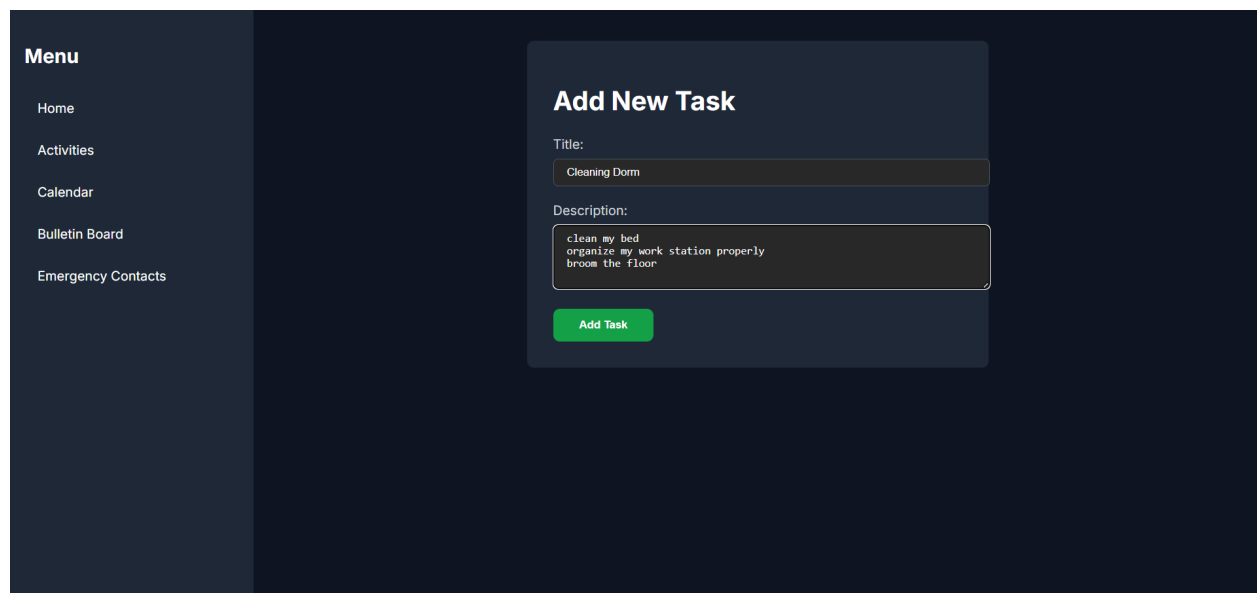 Menu
Home
Activities
Calendar
Bulletin Board
Emergency Contacts
Add New Task
Title:
Cleaning Dorm
Description:
clean my bed
organize my work station properly
broom the floor
Add Task